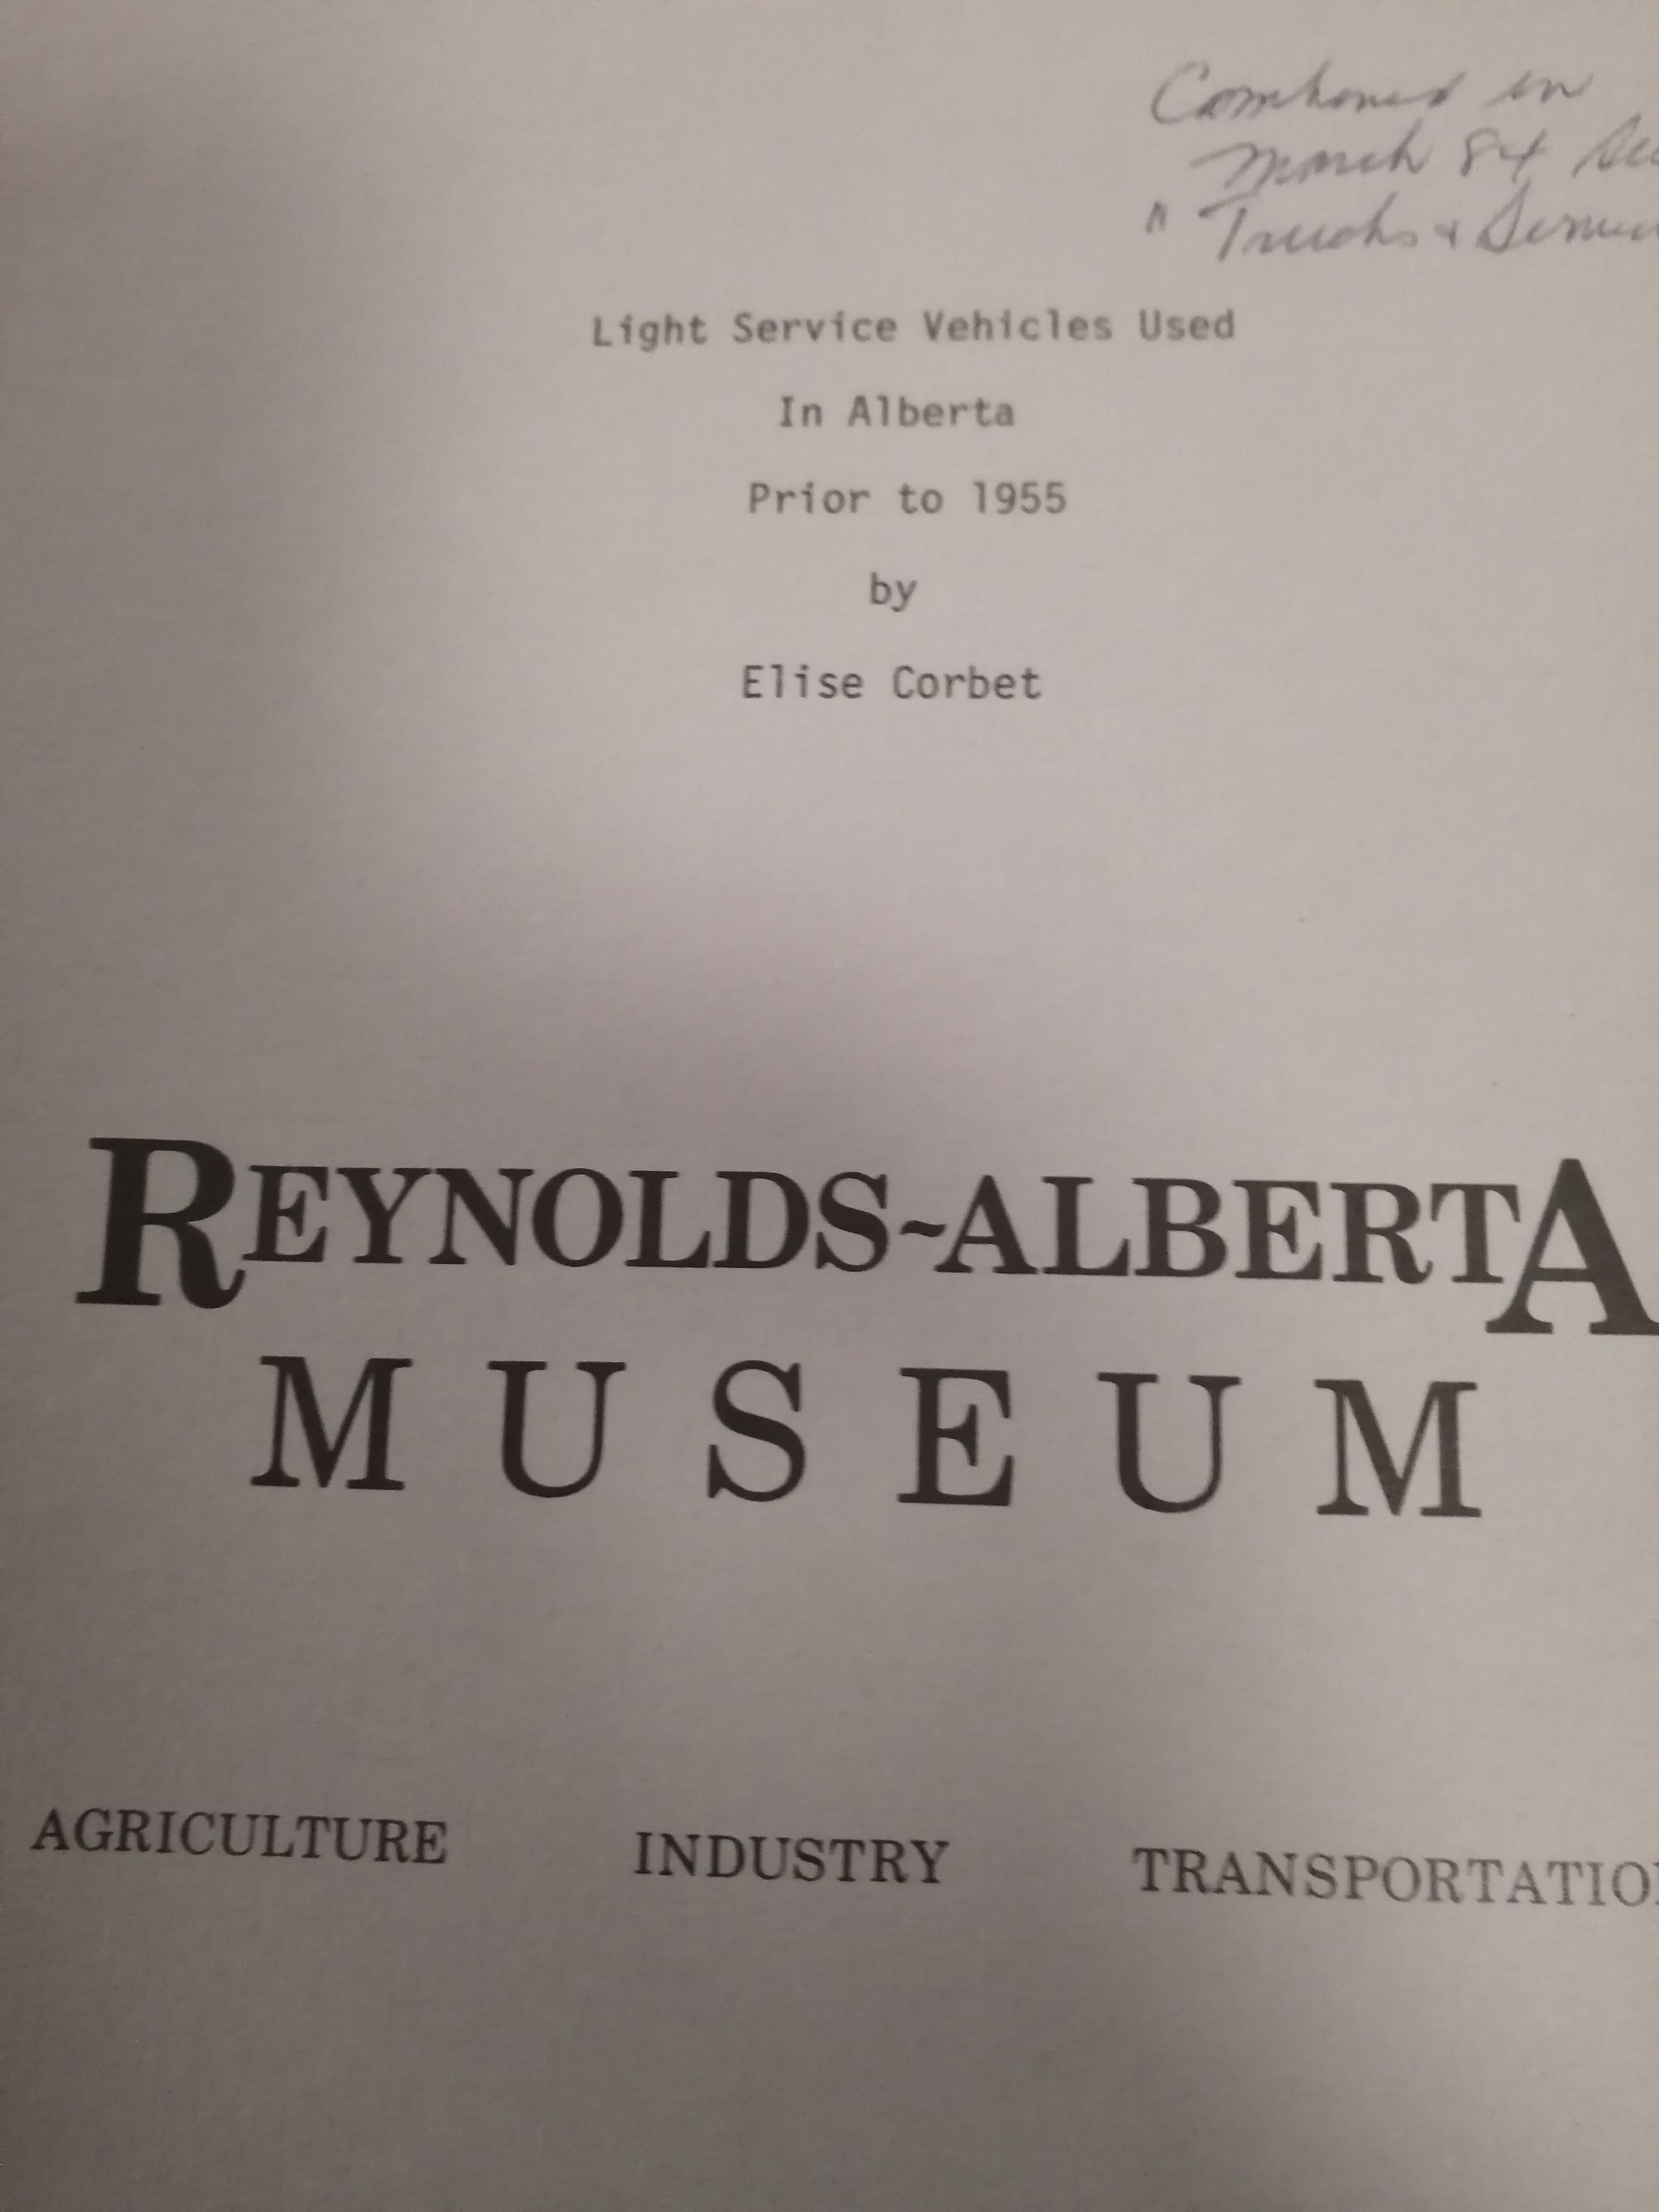 Combined in
March 84
" Trucks &
Light Service Vehicles Used
In Alberta
Prior to 1955
by
Elise Corbet
REYNOLDS~ALBERTA
MUSEUM
AGRICULTURE INDUSTRY TRANSPORTATIO